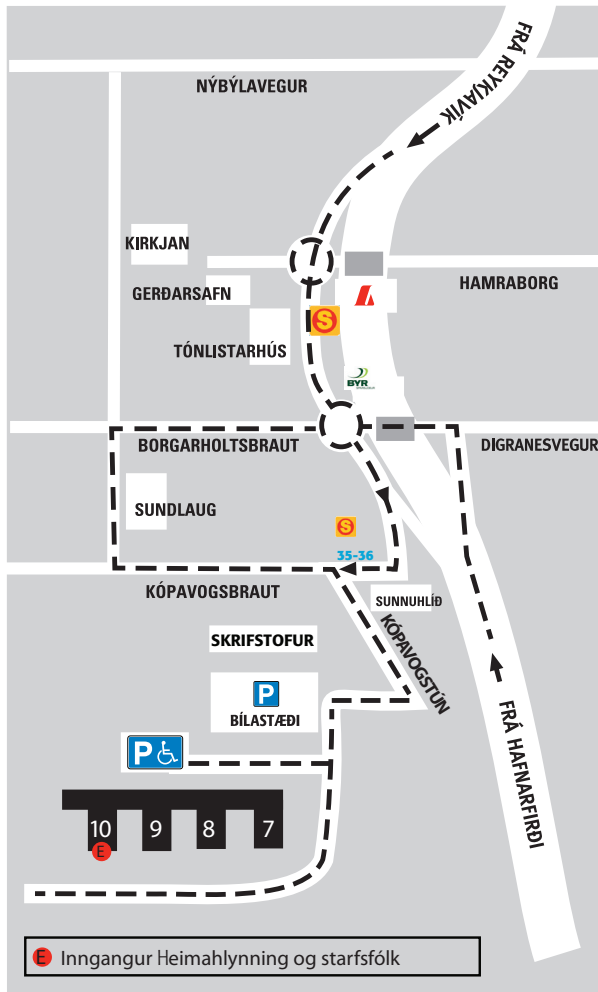 FRÁ REYKJAVÍK
NÝBÝLAVEGUR
KIRKJAN
HAMRABORG
GERÐARSAFN
S
TÓNLISTARHÚS
BYR
BORGARHOLTSBRAUT
DIGRANESVEGUR
SUNDLAUG
S
35-36
KÓPAVOGSBRAUT
SUNNUHLÍÐ
KÓPAVOGSTÚN
SKRIFSTOFUR
P
BÍLASTÆÐI
FRÁ HAFNARFIRÐI
P
10 9 8 7
E
E Inngangur Heimahlynning og starfsfólk